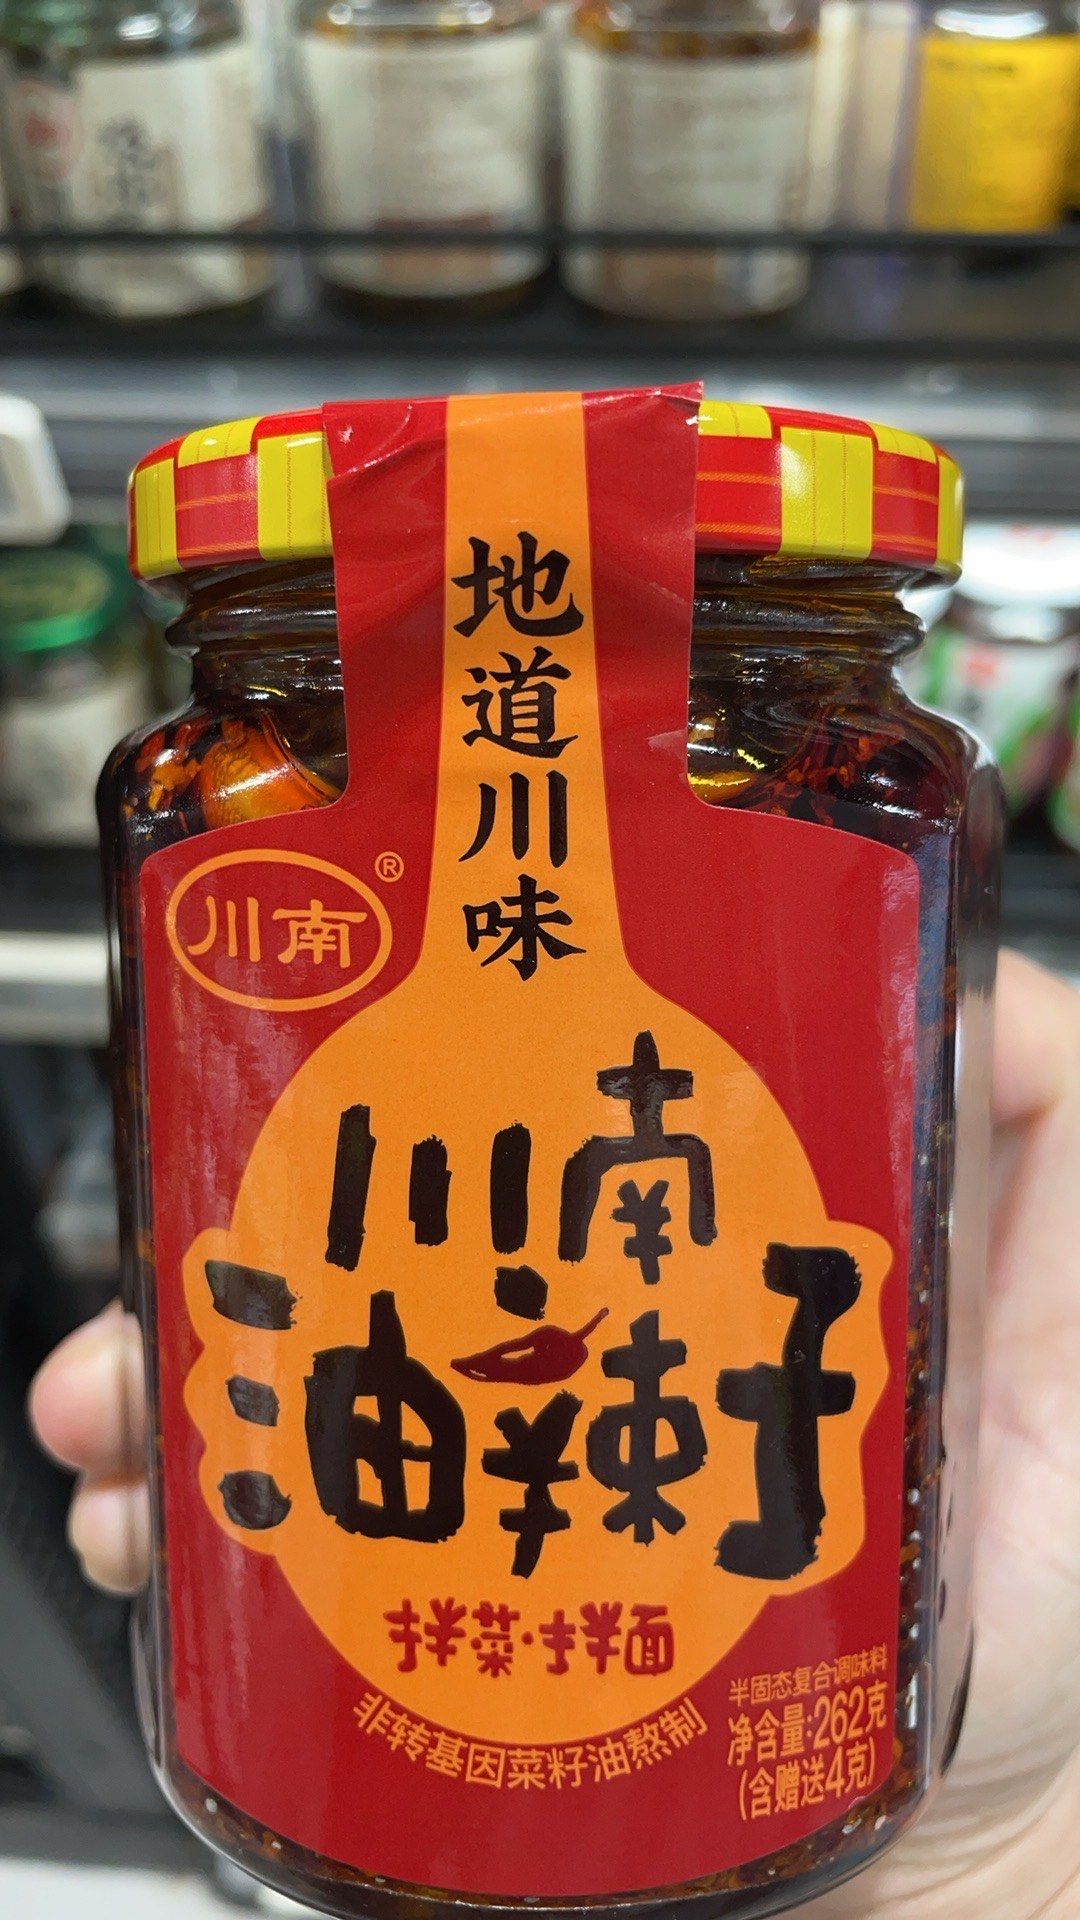 地道川味
川南®
川南
油辣子
拌菜·拌面
非转基因菜籽油熬制
半固态复合调味料
净含量:262克
(含赠送4克)